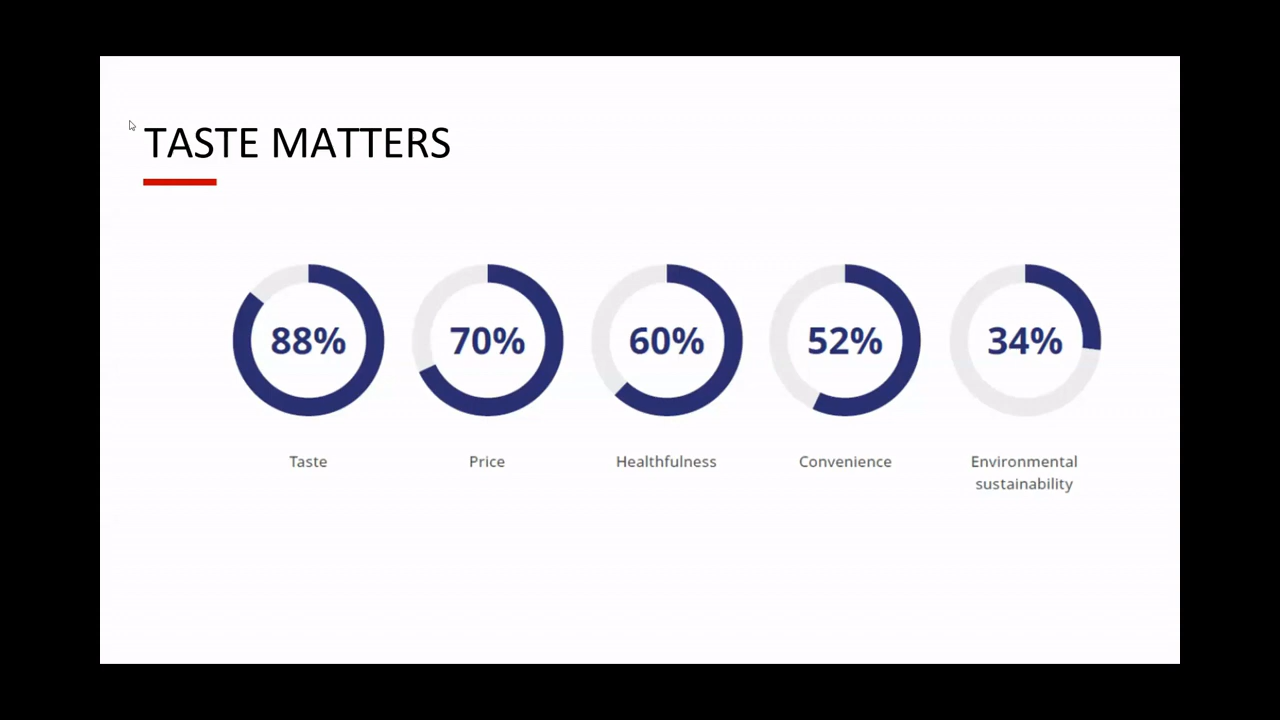 TASTE MATTERS
88% 70% 60% 52% 34%
Taste Price Healthfulness Convenience Environmental
sustainability